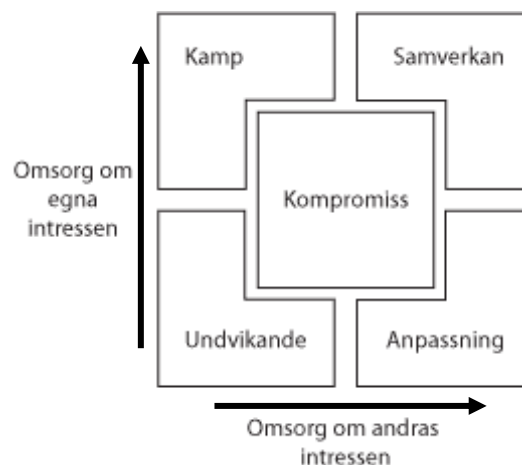 Kamp
Samverkan
Omsorg om
egna
intressen
Kompromiss
Undvikande
Anpassning
Omsorg om andras
intressen